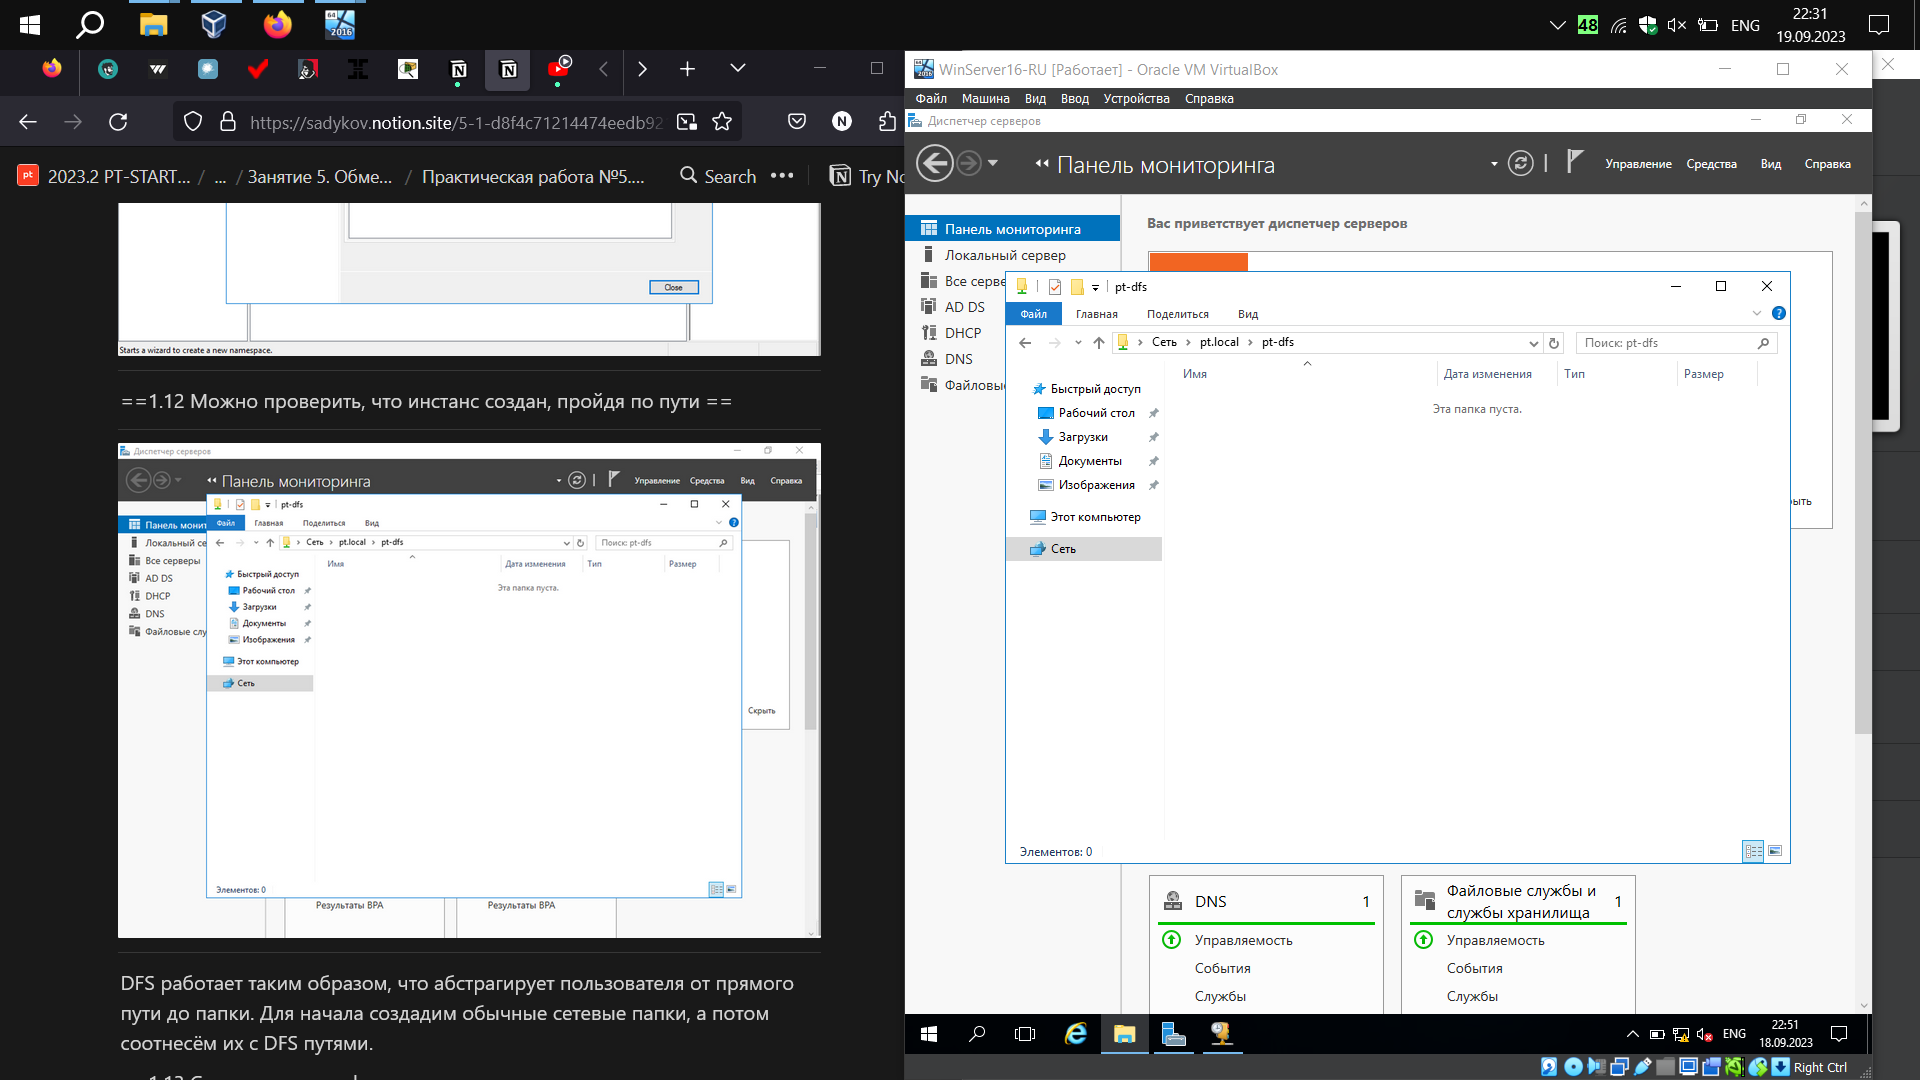 64
2016
48
ENG
22:31
19.09.2023
https://sadykov.notion.site/5-1-d8f4c71214474eedb92
2023.2 PT-START... / ... / Занятие 5. Обме... / Практическая работа №5....
Search
Try No
Close
Starts a wizard to create a new namespace.
==1.12 Можно проверить, что инстанс создан, пройдя по пути ==
Диспетчер серверов
Панель мониторинга
Управление Средства Вид Справка
pt-dfs
Панель мони
Файл Главная Поделиться Вид
Локальный се
Сеть › pt.local › pt-dfs
Поиск: pt-dfs
Все серверы
Имя Дата изменения Тип Размер
AD DS
Быстрый доступ
Эта папка пуста.
DHCP
Рабочий стол
DNS
Загрузки
Файловые слу
Документы
Изображения
Этот компьютер
Сеть
Скрыть
Элементов: 0
Результаты BPA
Результаты BPA
DFS работает таким образом, что абстрагирует пользователя от прямого
пути до папки. Для начала создадим обычные сетевые папки, а потом
соотнесём их с DFS путями.
WinServer16-RU [Работает] - Oracle VM VirtualBox
Файл Машина Вид Ввод Устройства Справка
Диспетчер серверов
Панель мониторинга
Управление Средства Вид Справка
Панель мониторинга
Локальный сервер
Все серве
AD DS
DHCP
DNS
Файловые
Вас приветствует диспетчер серверов
pt-dfs
Файл Главная Поделиться Вид
Сеть › pt.local › pt-dfs
Поиск: pt-dfs
Имя Дата изменения Тип Размер
Эта папка пуста.
Быстрый доступ
Рабочий стол
Загрузки
Документы
Изображения
Этот компьютер
Сеть
ыть
Элементов: 0
DNS 1
Управляемость
События
Службы
Файловые службы и
службы хранилища 1
Управляемость
События
Службы
ENG
22:51
18.09.2023
Right Ctrl